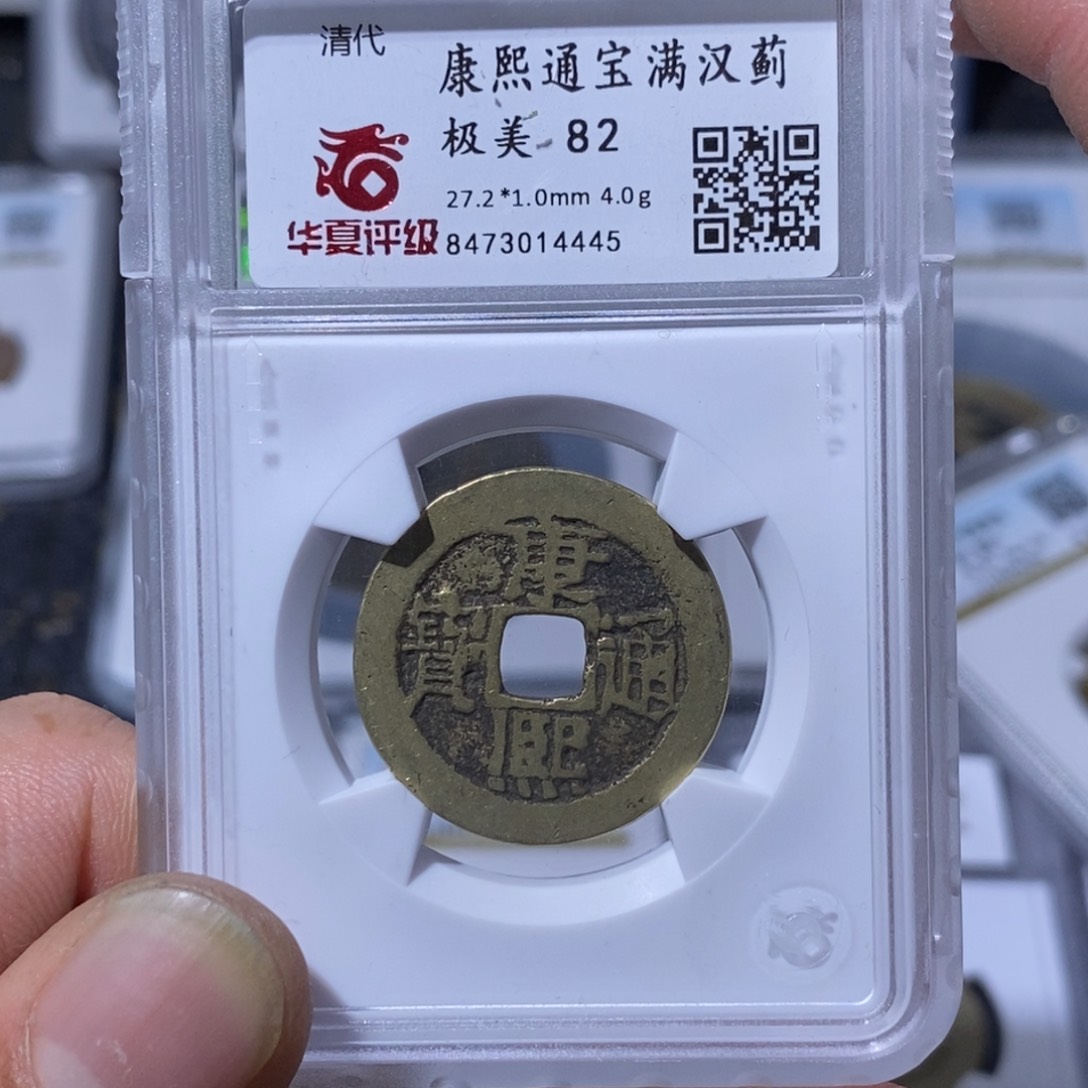 清代
康熙通宝满汉蓟
极美 82
27.2*1.0mm 4.0g
华夏评级
8473014445
康熙通寳